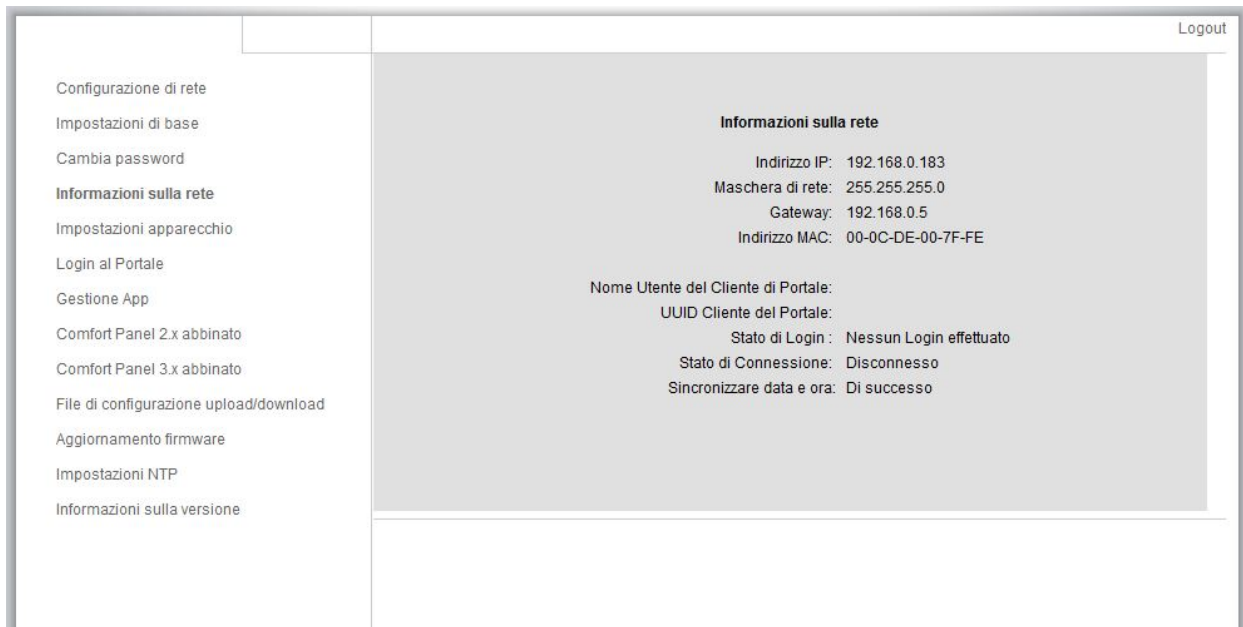 Logout
Configurazione di rete
Impostazioni di base
Cambia password
Informazioni sulla rete
Impostazioni apparecchio
Login al Portale
Gestione App
Comfort Panel 2.x abbinato
Comfort Panel 3.x abbinato
File di configurazione upload/download
Aggiornamento firmware
Impostazioni NTP
Informazioni sulla versione
Informazioni sulla rete
Indirizzo IP: 192.168.0.183
Maschera di rete: 255.255.255.0
Gateway: 192.168.0.5
Indirizzo MAC: 00-0C-DE-00-7F-FE
Nome Utente del Cliente di Portale:
UUID Cliente del Portale:
Stato di Login : Nessun Login effettuato
Stato di Connessione: Disconnesso
Sincronizzare data e ora: Di successo